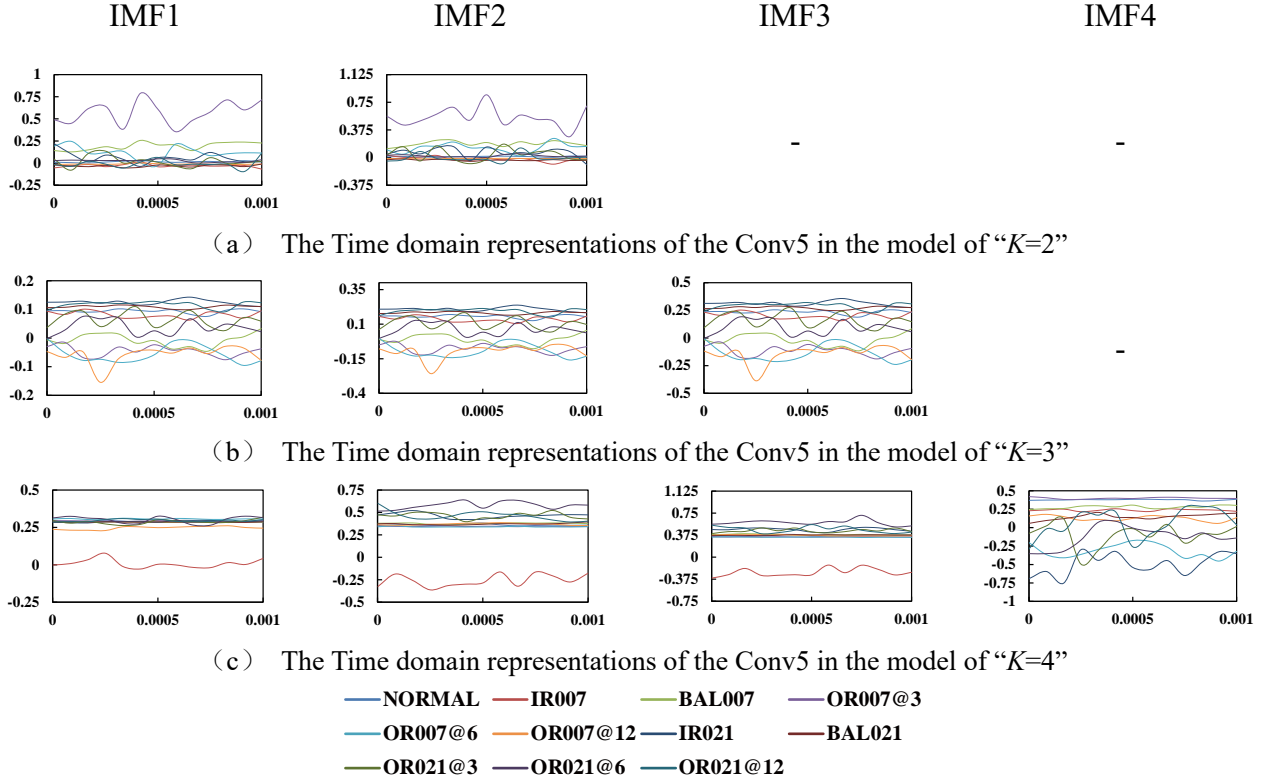 IMF1 IMF2 IMF3 IMF4
1 0.75 0.5 0.25 0 -0.25
0 0.0005 0.001
1.125 0.75 0.375 0 -0.375
0 0.0005 0.001
- -
（a） The Time domain representations of the Conv5 in the model of “K=2”
0.2 0.1 0 -0.1 -0.2
0 0.0005 0.001
0.35 0.1 -0.15 -0.4
0 0.0005 0.001
0.5 0.25 0 -0.25 -0.5
0 0.0005 0.001
-
（b） The Time domain representations of the Conv5 in the model of “K=3”
0.5 0.25 0 -0.25
0 0.0005 0.001
0.75 0.5 0.25 0 -0.25 -0.5
0 0.0005 0.001
1.125 0.75 0.375 0 -0.375 -0.75
0 0.0005 0.001
0.5 0.25 0 -0.25 -0.5 -0.75 -1
0 0.0005 0.001
（c） The Time domain representations of the Conv5 in the model of “K=4”
NORMAL IR007 BAL007 OR007@3
OR007@6 OR007@12 IR021 BAL021
OR021@3 OR021@6 OR021@12